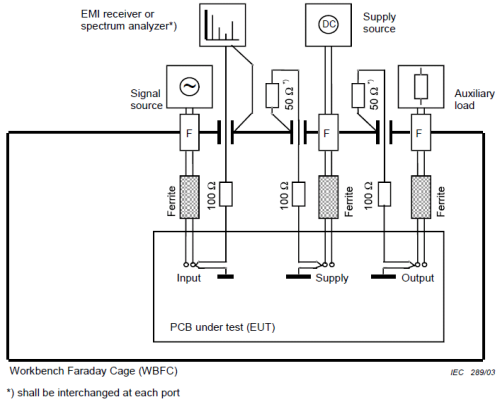 EMI receiver or
spectrum analyzer*)
Supply
source
DC
Signal
source
50 Ω *)
50 Ω *)
Auxiliary
load
F
F
F
Ferrite
100 Ω
100 Ω
Ferrite
100 Ω
Ferrite
Input
Supply
Output
PCB under test (EUT)
Workbench Faraday Cage (WBFC)
IEC 289/03
*) shall be interchanged at each port